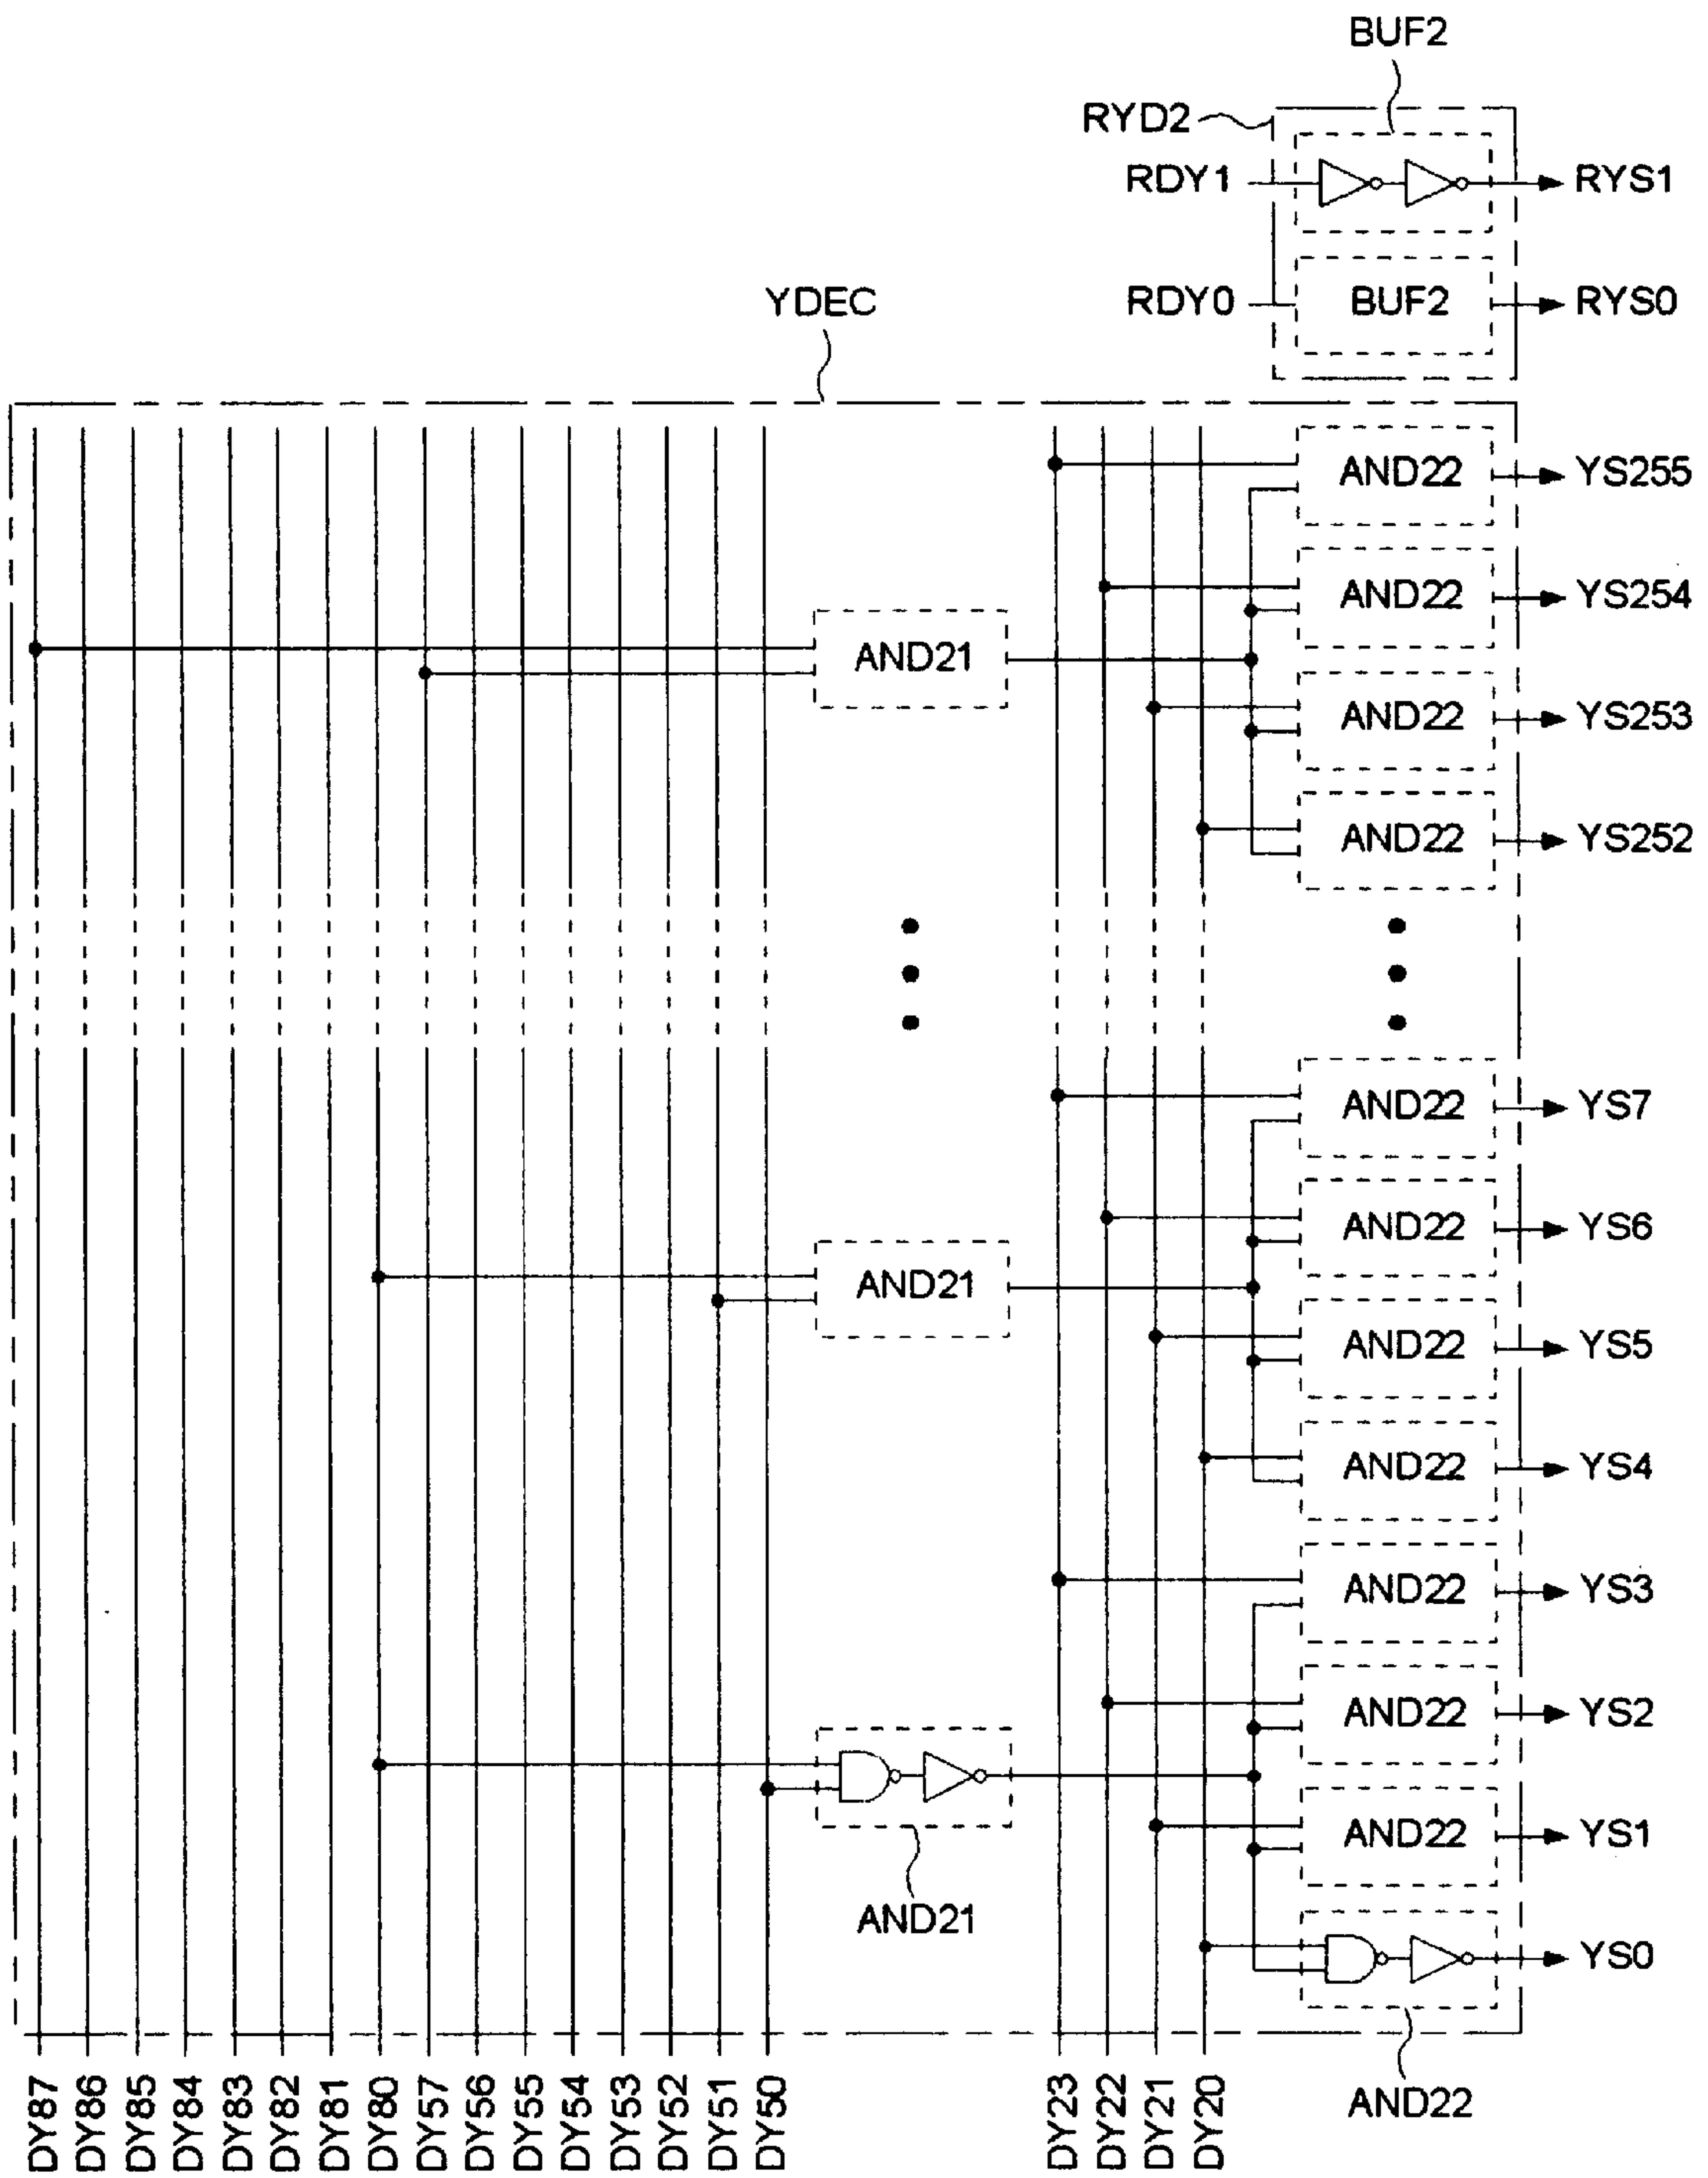 BUF2
RYD2
RDY1
RYS1
RDY0
BUF2
RYS0
YDEC
AND22
YS255
AND22
YS254
AND21
AND22
YS253
AND22
YS252
AND22
YS7
AND22
YS6
AND21
AND22
YS5
AND22
YS4
AND22
YS3
AND22
YS2
AND22
YS1
AND21
YS0
AND22
DY87
DY86
DY85
DY84
DY83
DY82
DY81
DY80
DY57
DY56
DY55
DY54
DY53
DY52
DY51
DY50
DY23
DY22
DY21
DY20